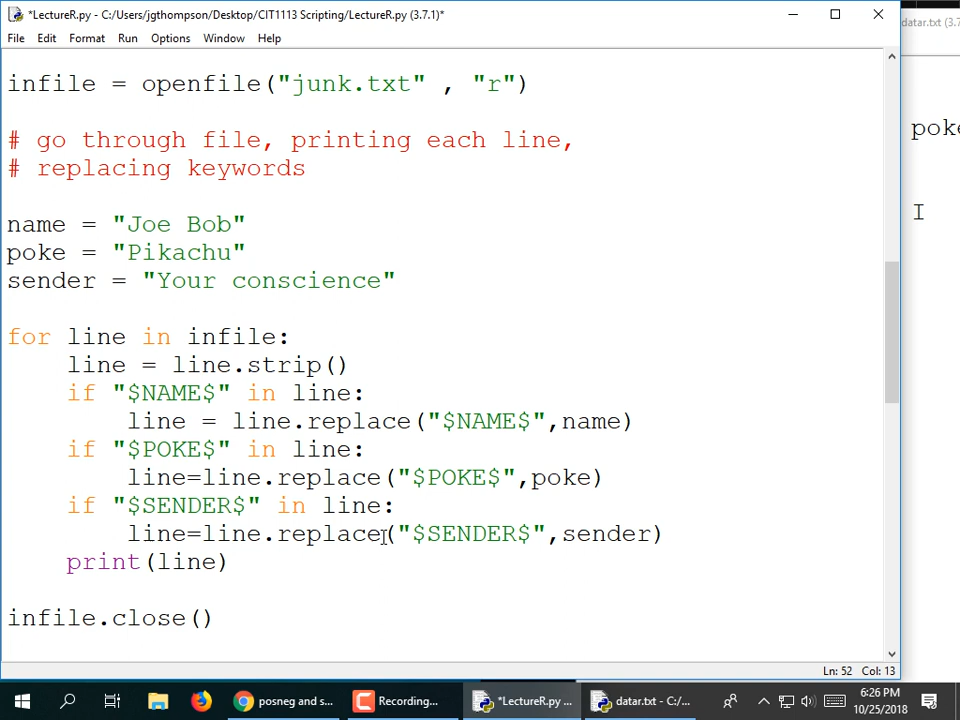 *LectureR.py - C:/Users/jgthompson/Desktop/CIT1113 Scripting/LectureR.py (3.7.1)*
datar.txt (3.7
File Edit Format Run Options Window Help
infile = openfile("junk.txt" , "r")
poke
# go through file, printing each line,
# replacing keywords
name = "Joe Bob"
poke = "Pikachu"
sender = "Your conscience"
for line in infile:
line = line.strip()
if "$NAME$" in line:
line = line.replace("$NAME$",name)
if "$POKE$" in line:
line=line.replace("$POKE$",poke)
if "$SENDER$" in line:
line=line.replace("$SENDER$",sender)
print(line)
infile.close()
Ln: 52 Col: 13
posneg and s... Recording... *LectureR.py ... datar.txt - C:/... 6:26 PM
10/25/2018